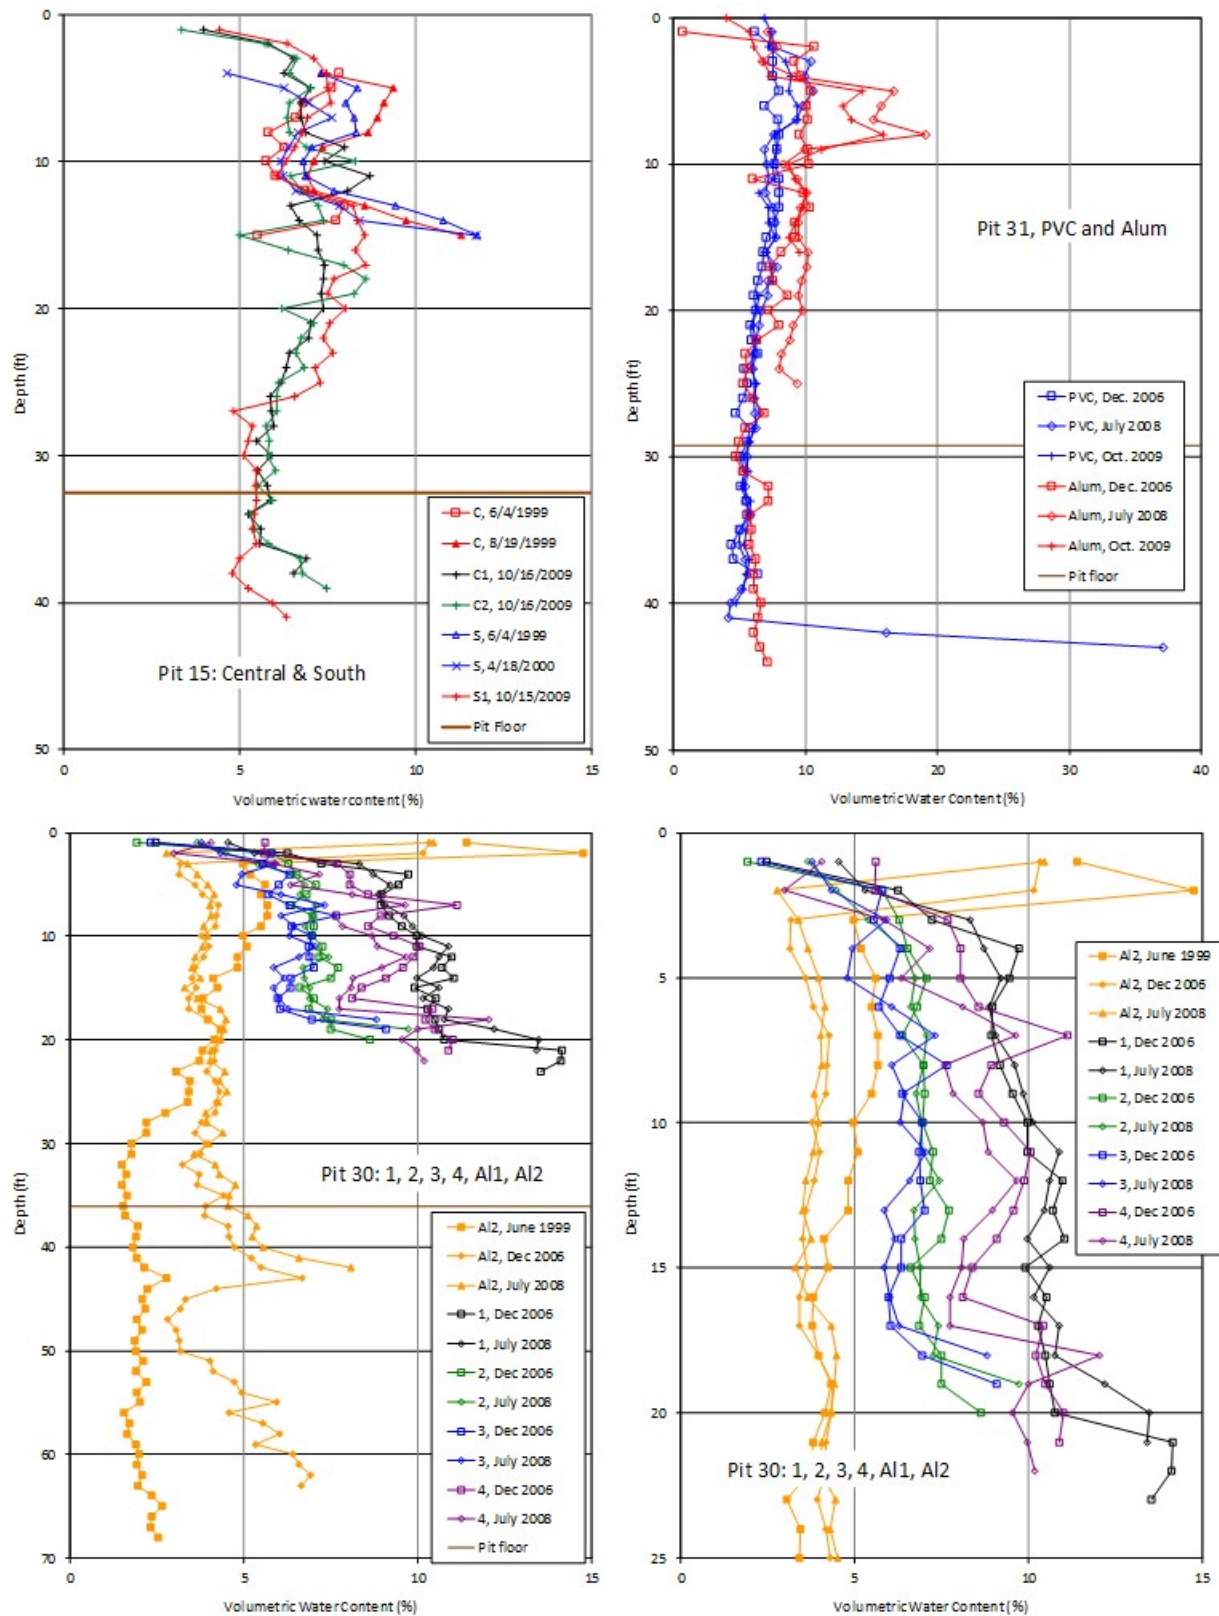 0
5
10
15
0
10
20
30
40
50
Depth (ft)
Volumetric water content (%)
Pit 15: Central & South
C, 6/4/1999
C, 8/19/1999
C1, 10/16/2009
C2, 10/16/2009
S, 6/4/1999
S, 4/18/2000
S1, 10/15/2009
Pit Floor
0
10
20
30
40
50
Depth (ft)
0
10
20
30
40
Volumetric Water Content (%)
Pit 31, PVC and Alum
PVC, Dec. 2006
PVC, July 2008
PVC, Oct. 2009
Alum, Dec. 2006
Alum, July 2008
Alum, Oct. 2009
Pit floor
0
10
20
30
40
50
60
70
Depth (ft)
0
5
10
15
Volumetric Water Content (%)
Pit 30: 1, 2, 3, 4, Al1, Al2
Al2, June 1999
Al2, Dec 2006
Al2, July 2008
1, Dec 2006
1, July 2008
2, Dec 2006
2, July 2008
3, Dec 2006
3, July 2008
4, Dec 2006
4, July 2008
Pit floor
0
5
10
15
20
25
Depth (ft)
0
5
10
15
Volumetric Water Content (%)
Pit 30: 1, 2, 3, 4, Al1, Al2
Al2, June 1999
Al2, Dec 2006
Al2, July 2008
1, Dec 2006
1, July 2008
2, Dec 2006
2, July 2008
3, Dec 2006
3, July 2008
4, Dec 2006
4, July 2008